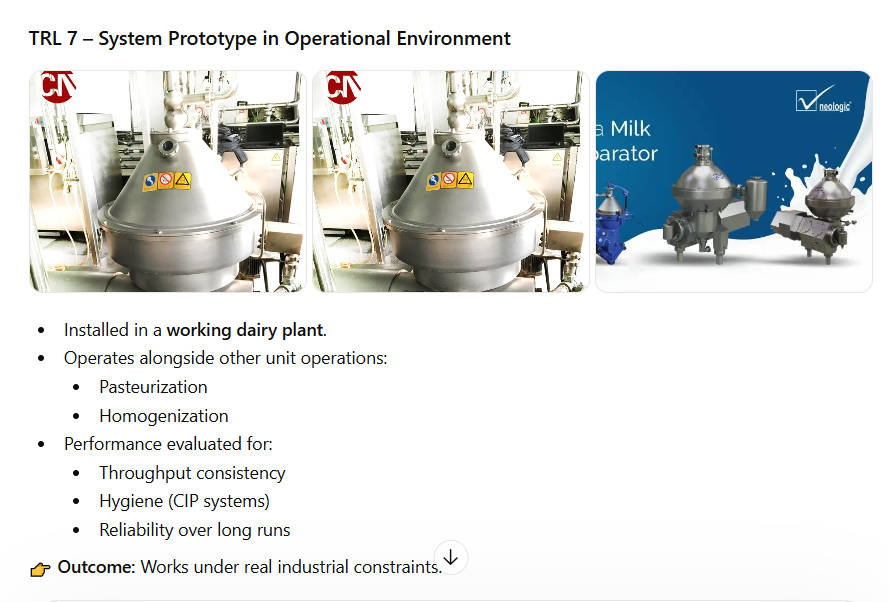 TRL 7 – System Prototype in Operational Environment
CN
CN
neologic
a Milk
parator
Installed in a working dairy plant.
Operates alongside other unit operations:
Pasteurization
Homogenization
Performance evaluated for:
Throughput consistency
Hygiene (CIP systems)
Reliability over long runs
👉 Outcome: Works under real industrial constraints.